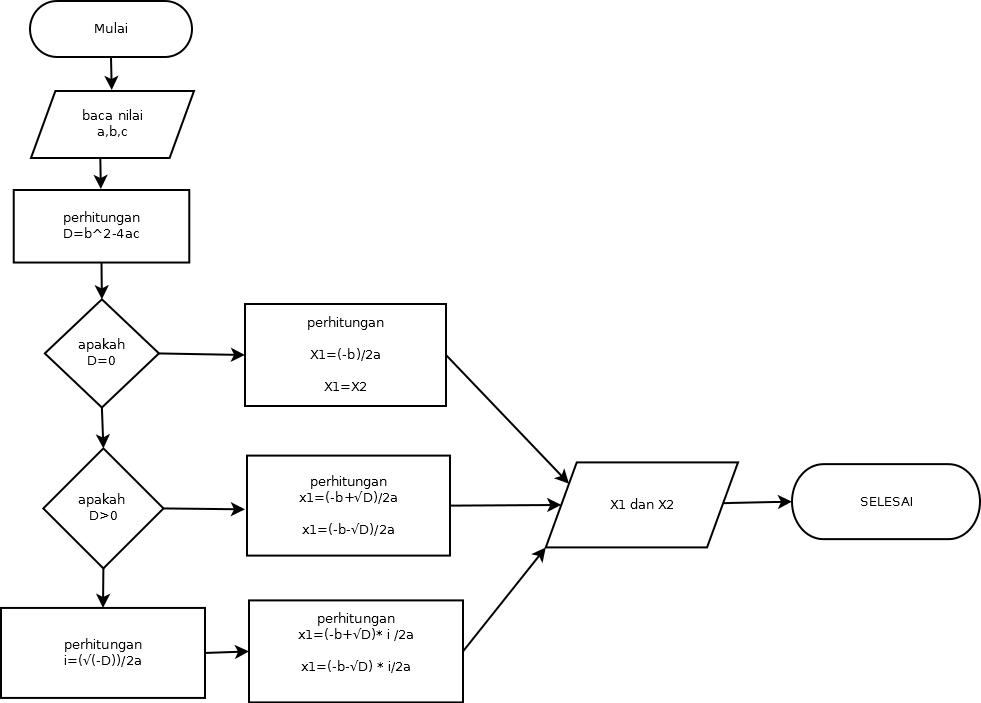 Mulai
baca nilai
a,b,c
perhitungan
D=b^2-4ac
apakah
D=0
perhitungan
X1=(-b)/2a
X1=X2
apakah
D>0
perhitungan
x1=(-b+√D)/2a
x1=(-b-√D)/2a
perhitungan
i=(√(-D))/2a
perhitungan
x1=(-b+√D)* i /2a
x1=(-b-√D) * i/2a
X1 dan X2
SELESAI